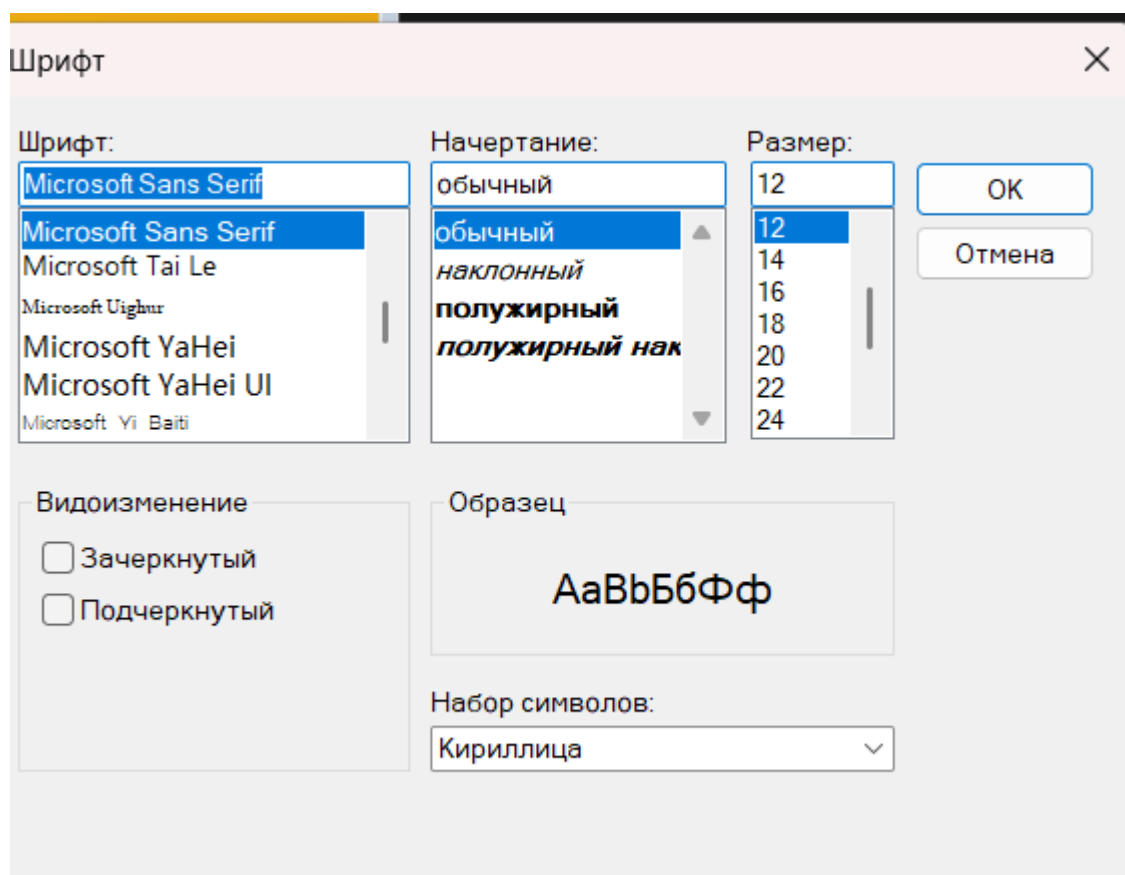 Шрифт
Шрифт:
Microsoft Sans Serif
Microsoft Sans Serif
Microsoft Tai Le
Microsoft Uighur
Microsoft YaHei
Microsoft YaHei UI
Microsoft Yi Baiti
Начертание:
обычный
обычный
наклонный
полужирный
полужирный нак
Размер:
12
12
14
16
18
20
22
24
ОК
Отмена
Видоизменение
Зачеркнутый
Подчеркнутый
Образец
АаВbБбФф
Набор символов:
Кириллица